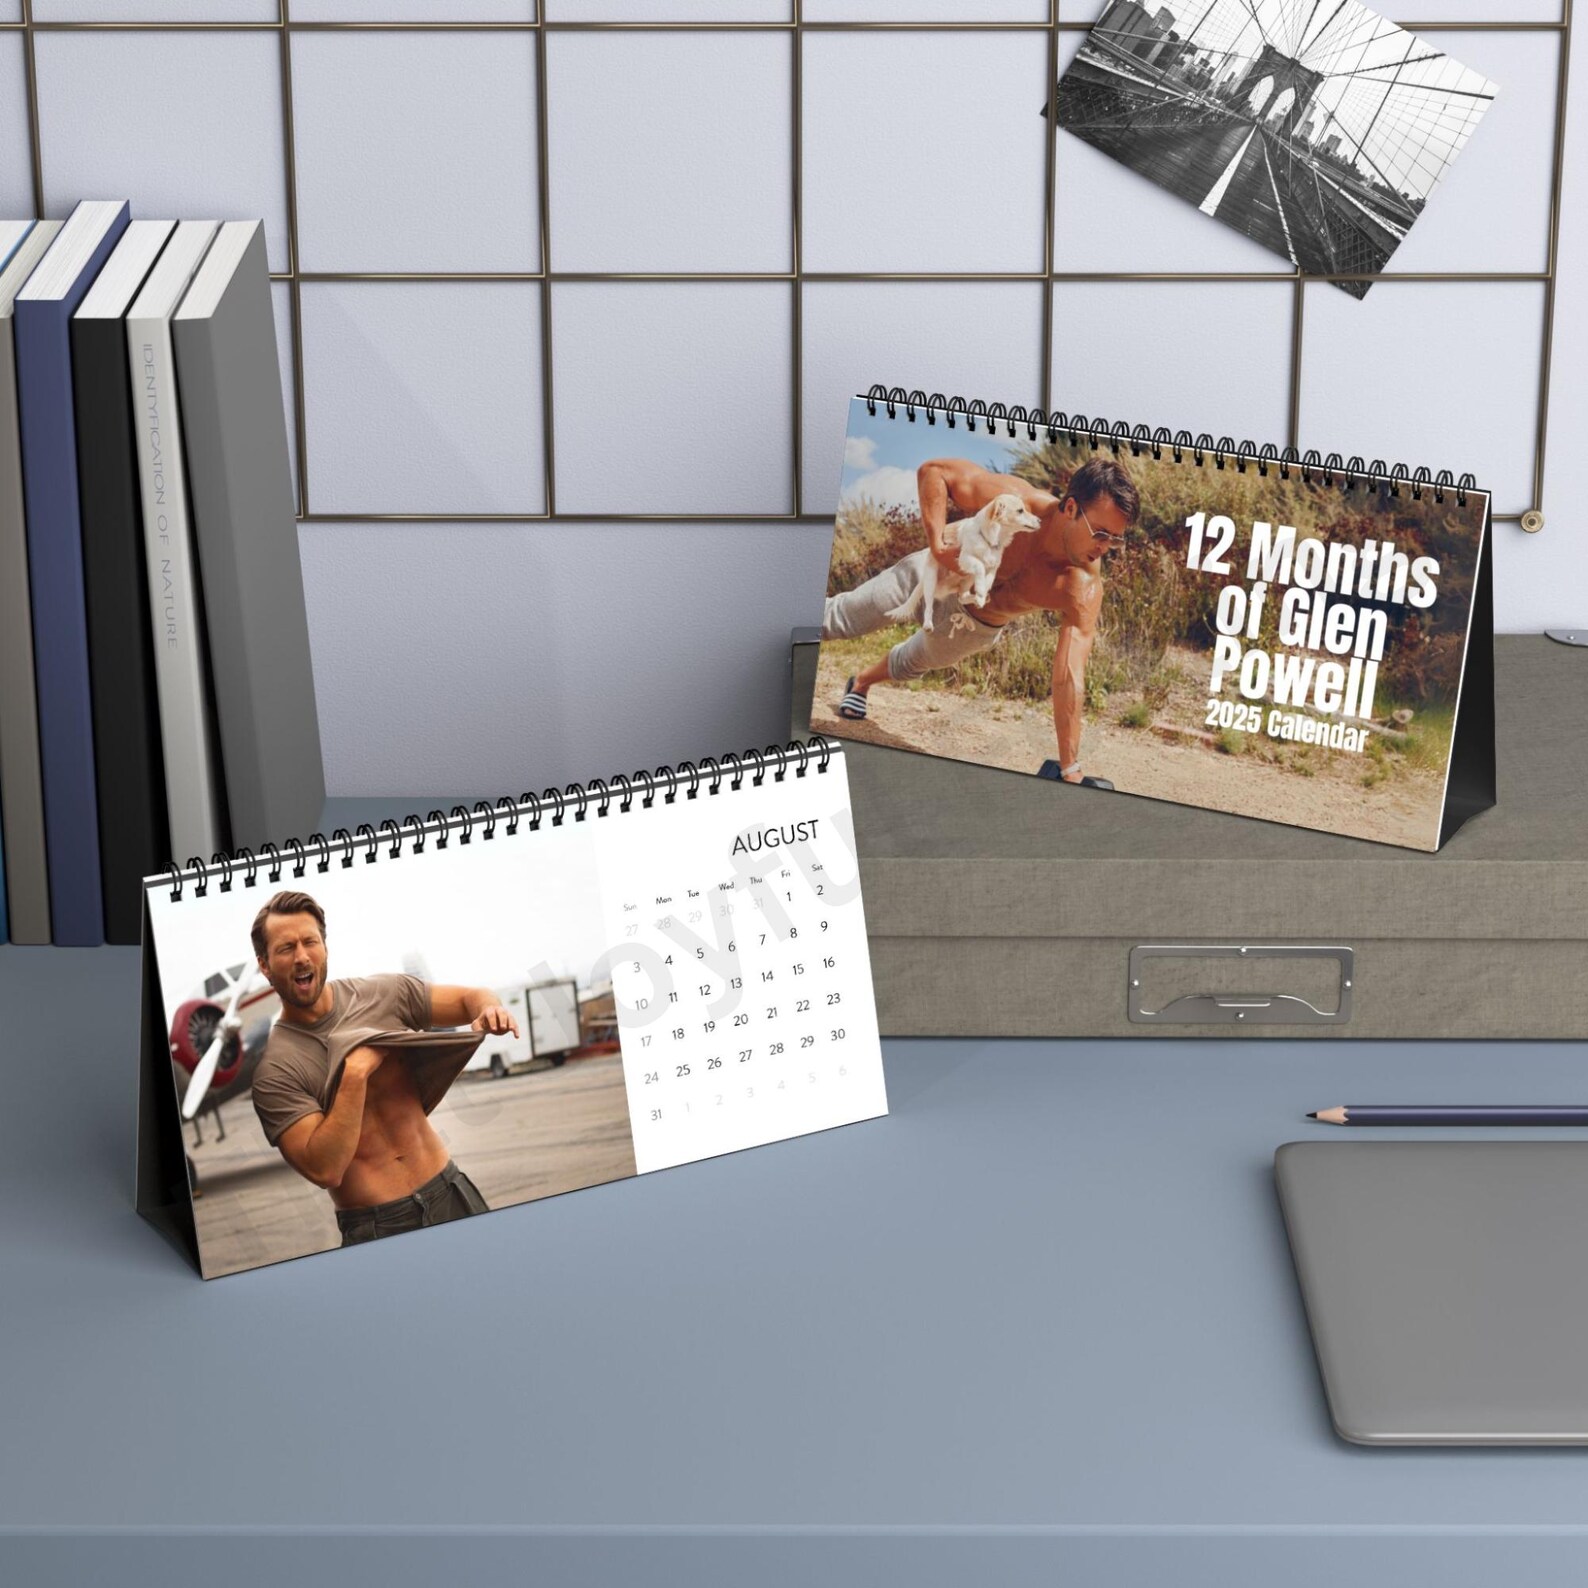 IDENTYFICATION OF NATURE
12 Months
of Glen
Powell
2025 Calendar
AUGUST
Sun Mon Tue Wed Thu Fri Sat
27 28 29 30 31 1 2
3 4 5 6 7 8 9
10 11 12 13 14 15 16
17 18 19 20 21 22 23
24 25 26 27 28 29 30
31 1 2 3 4 5 6